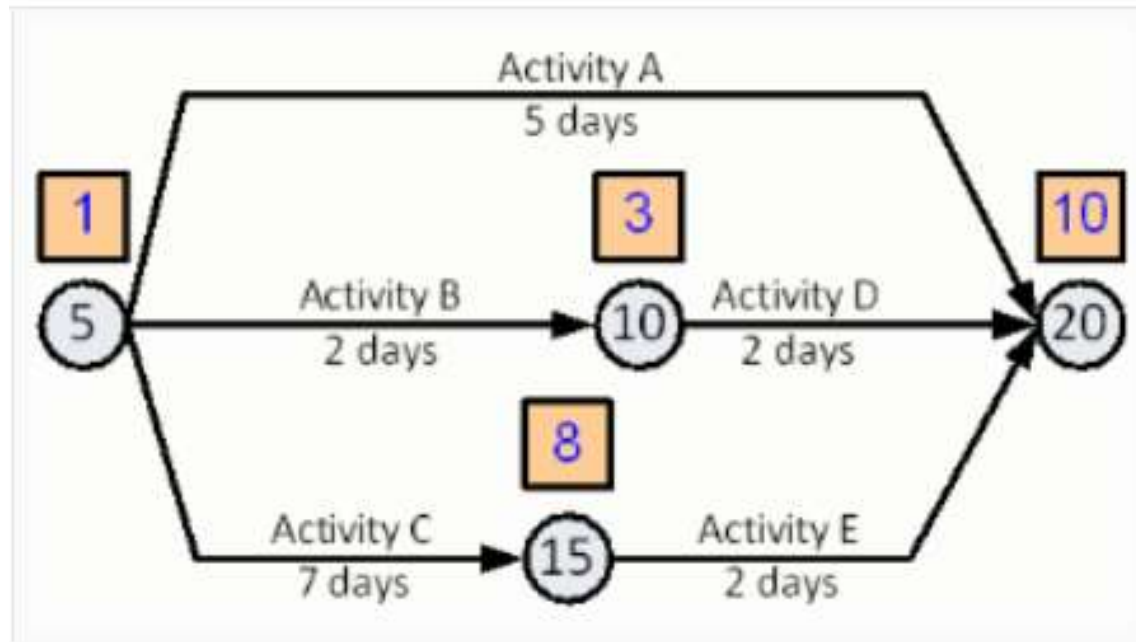 Activity A
5 days
1
3
10
5
Activity B
2 days
10
Activity D
2 days
20
8
Activity C
7 days
15
Activity E
2 days